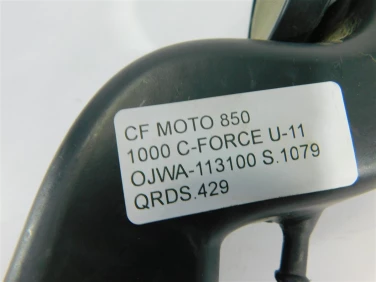 CF MOTO 850
1000 C-FORCE U-11
OJWA-113100 S.1079
QRDS.429